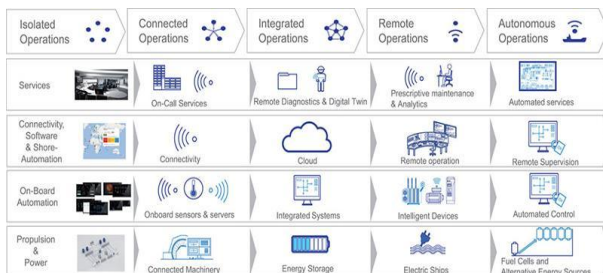 Isolated
Operations
Connected
Operations
Integrated
Operations
Remote
Operations
Autonomous
Operations
Services
On-Call Services
Remote Diagnostics & Digital Twin
Prescriptive maintenance
& Analytics
Automated services
Connectivity,
Software
& Shore-
Automation
Connectivity
Cloud
Remote operation
Remote Supervision
On-Board
Automation
Onboard sensors & servers
Integrated Systems
Intelligent Devices
Automated Control
Propulsion
&
Power
Connected Machinery
Energy Storage
Electric Ships
Fuel Cells and
Alternative Energy Sources